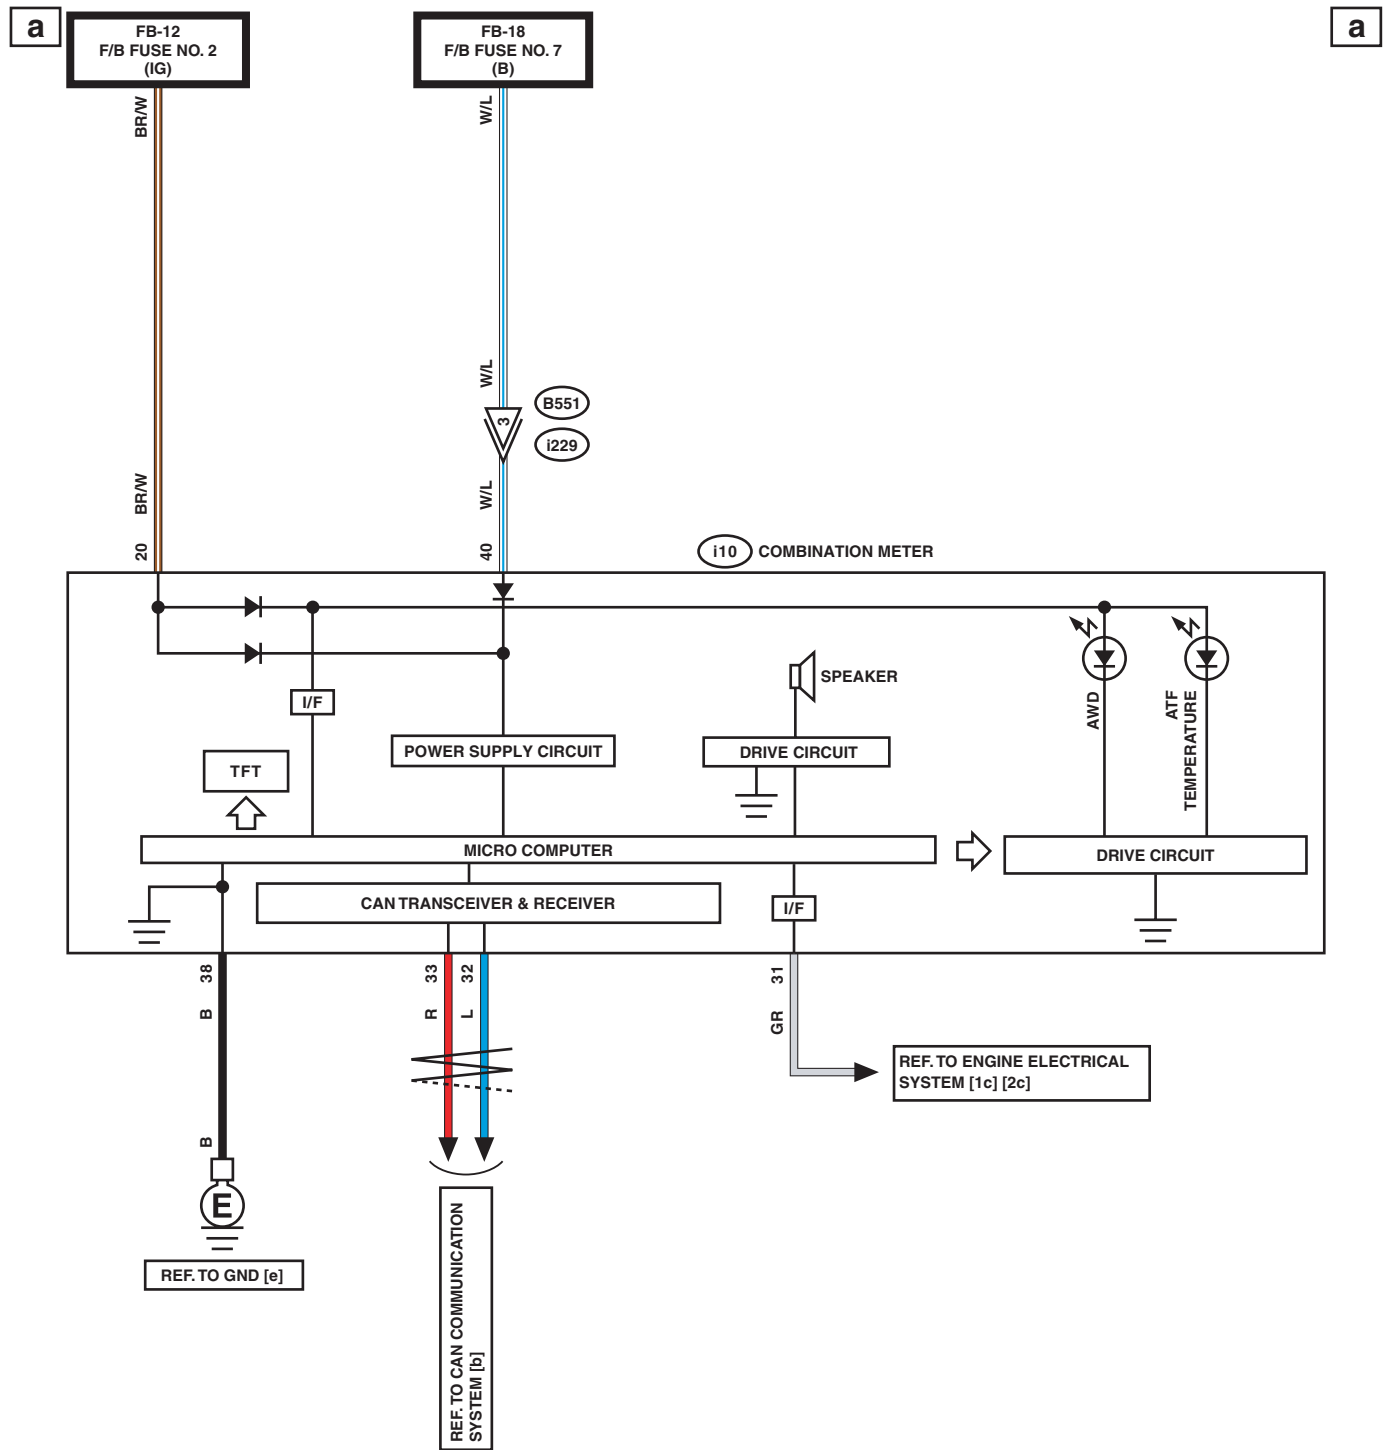 a
FB-12
F/B FUSE NO. 2
(IG)
FB-18
F/B FUSE NO. 7
(B)
a
BR/W
W/L
W/L
B551
3
i229
BR/W
W/L
20
40
i10 COMBINATION METER
I/F
SPEAKER
AWD
ATF
TEMPERATURE
POWER SUPPLY CIRCUIT
DRIVE CIRCUIT
TFT
MICRO COMPUTER
DRIVE CIRCUIT
CAN TRANSCEIVER & RECEIVER
I/F
38
33
32
31
B
R
L
GR
REF. TO ENGINE ELECTRICAL
SYSTEM [1c] [2c]
B
E
REF. TO GND [e]
REF. TO CAN COMMUNICATION
SYSTEM [b]